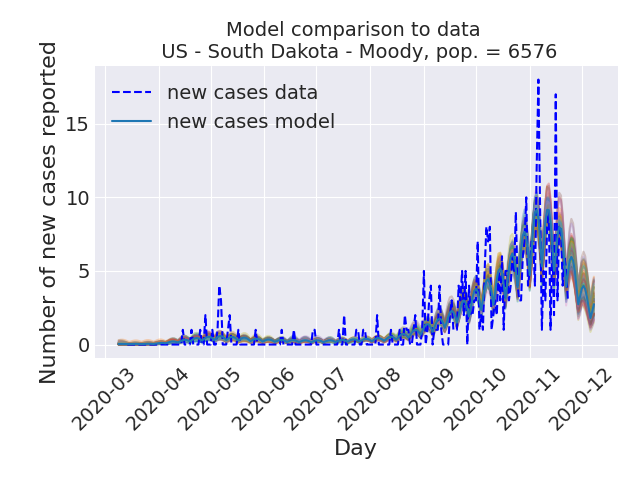 Model comparison to data
US - South Dakota - Moody, pop. = 6576
new cases data
new cases model
Number of new cases reported
15
10
5
0
2020-03
2020-04
2020-05
2020-06
2020-07
2020-08
2020-09
2020-10
2020-11
2020-12
Day